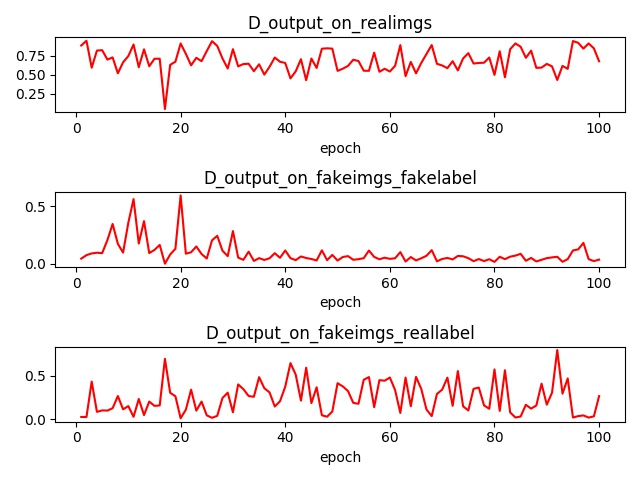 D_output_on_realimgs
0.75
0.50
0.25
0 20 40 60 80 100
epoch
D_output_on_fakeimgs_fakelabel
0.5
0.0
0 20 40 60 80 100
epoch
D_output_on_fakeimgs_reallabel
0.5
0.0
0 20 40 60 80 100
epoch